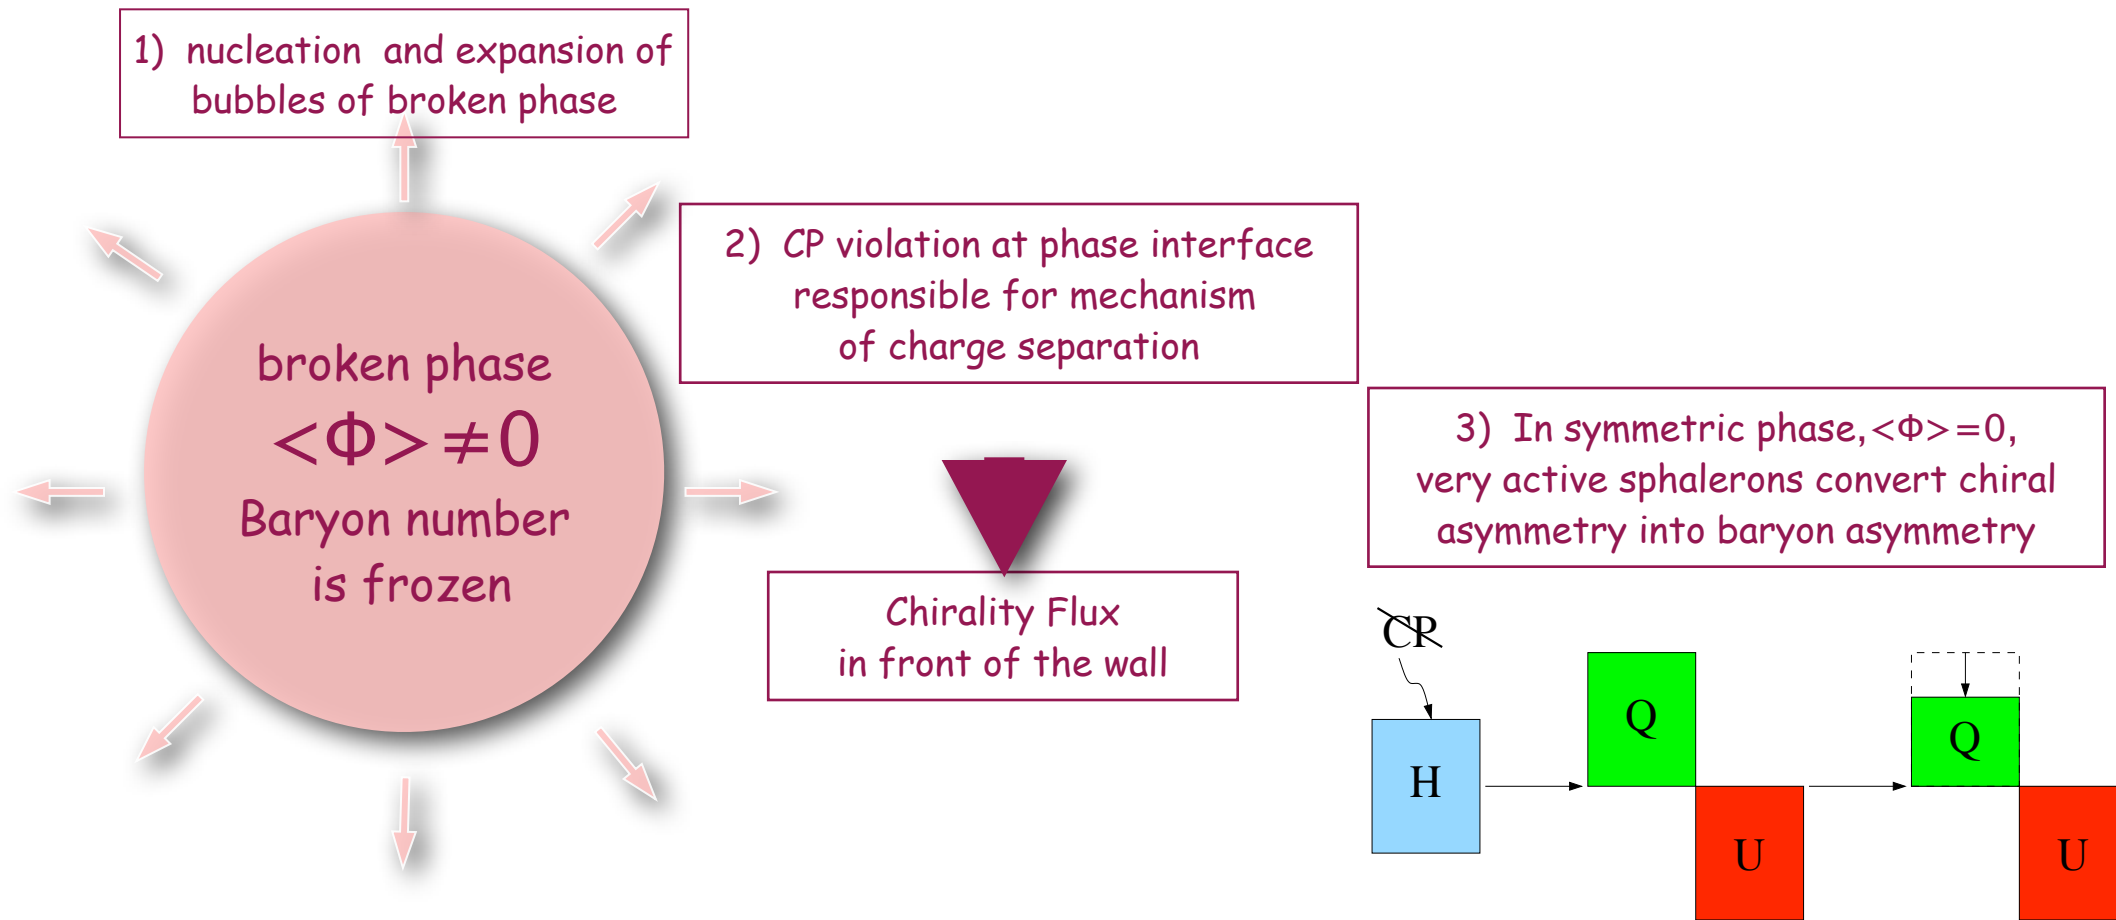 1) nucleation and expansion of
bubbles of broken phase
2) CP violation at phase interface
responsible for mechanism
of charge separation
broken phase
<Φ> ≠0
Baryon number
is frozen
3) In symmetric phase,<Φ>=0,
very active sphalerons convert chiral
asymmetry into baryon asymmetry
Chirality Flux
in front of the wall
CP
H
Q
U
Q
U